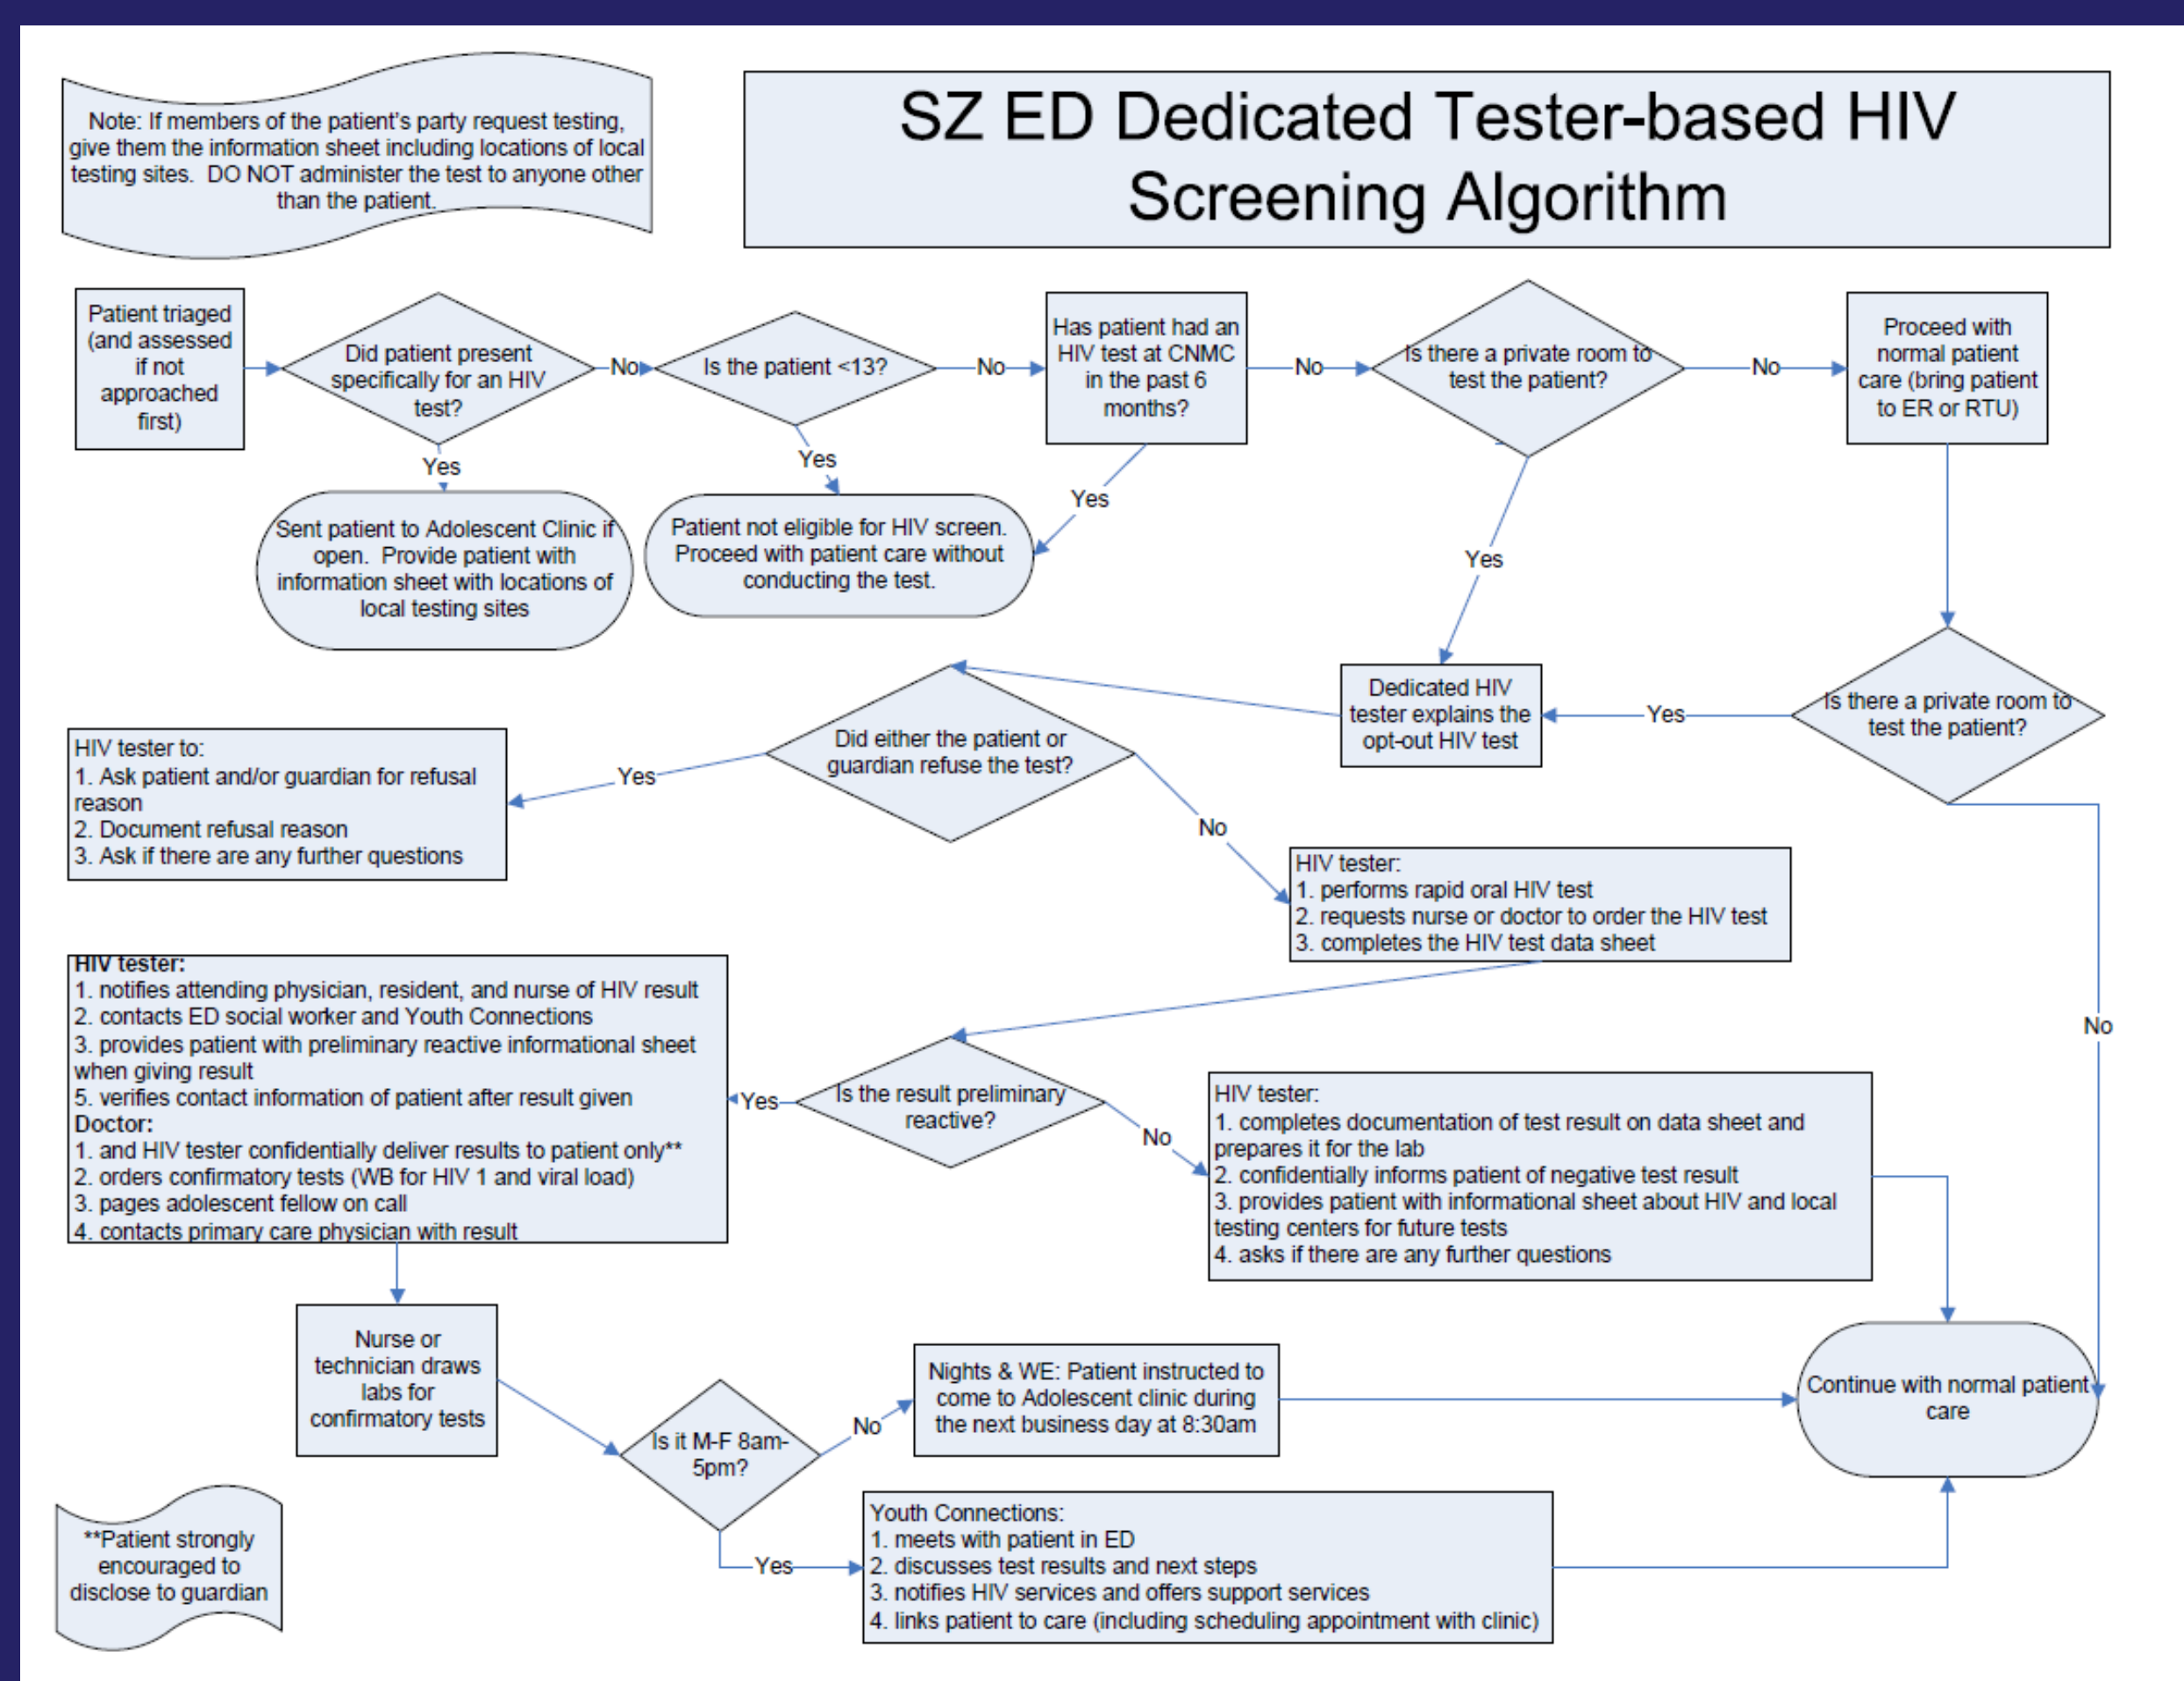 Note: If members of the patient's party request testing,
give them the information sheet including locations of local
testing sites.  DO NOT administer the test to anyone other
than the patient.
SZ ED Dedicated Tester-based HIV
Screening Algorithm
Patient triaged
(and assessed
if not
approached
first)
Did patient present
specifically for an HIV
test?
No
Is the patient <13?
No
Has patient had an
HIV test at CNMC
in the past 6
months?
No
Is there a private room to
test the patient?
No
Proceed with
normal patient
care (bring patient
to ER or RTU)
Yes
Yes
Yes
Yes
Sent patient to Adolescent Clinic if
open.  Provide patient with
information sheet with locations of
local testing sites
Patient not eligible for HIV screen.
Proceed with patient care without
conducting the test.
Dedicated HIV
tester explains the
opt-out HIV test
Yes
Is there a private room to
test the patient?
Did either the patient or
guardian refuse the test?
Yes
HIV tester to:
1. Ask patient and/or guardian for refusal
reason
2. Document refusal reason
3. Ask if there are any further questions
No
HIV tester:
1. performs rapid oral HIV test
2. requests nurse or doctor to order the HIV test
3. completes the HIV test data sheet
No
HIV tester:
1. notifies attending physician, resident, and nurse of HIV result
2. contacts ED social worker and Youth Connections
3. provides patient with preliminary reactive informational sheet
when giving result
5. verifies contact information of patient after result given
Doctor:
1. and HIV tester confidentially deliver results to patient only**
2. orders confirmatory tests (WB for HIV 1 and viral load)
3. pages adolescent fellow on call
4. contacts primary care physician with result
Yes
Is the result preliminary
reactive?
No
HIV tester:
1. completes documentation of test result on data sheet and
prepares it for the lab
2. confidentially informs patient of negative test result
3. provides patient with informational sheet about HIV and local
testing centers for future tests
4. asks if there are any further questions
Nurse or
technician draws
labs for
confirmatory tests
Is it M-F 8am-
5pm?
No
Nights & WE: Patient instructed to
come to Adolescent clinic during
the next business day at 8:30am
Continue with normal patient
care
Yes
Youth Connections:
1. meets with patient in ED
2. discusses test results and next steps
3. notifies HIV services and offers support services
4. links patient to care (including scheduling appointment with clinic)
**Patient strongly
encouraged to
disclose to guardian